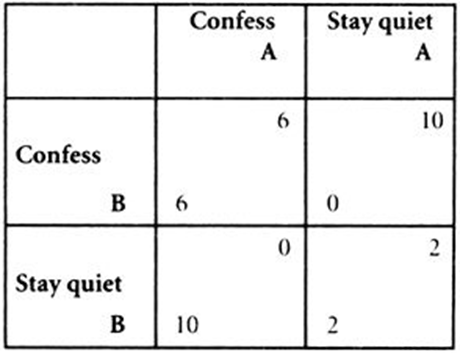 Confess Stay quiet
A A
6 10
Confess
B 6 0
0 2
Stay quiet
B 10 2